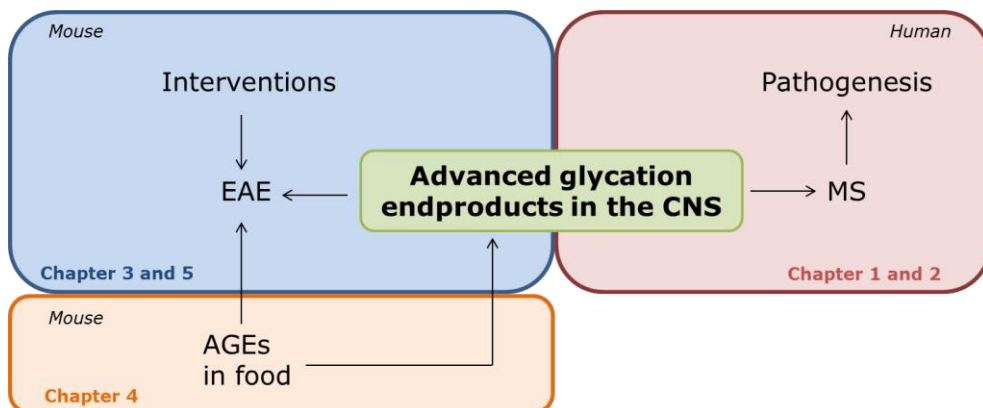 Mouse
Interventions
EAE
Chapter 3 and 5
Advanced glycation
endproducts in the CNS
Human
Pathogenesis
MS
Chapter 1 and 2
Mouse
AGEs
in food
Chapter 4